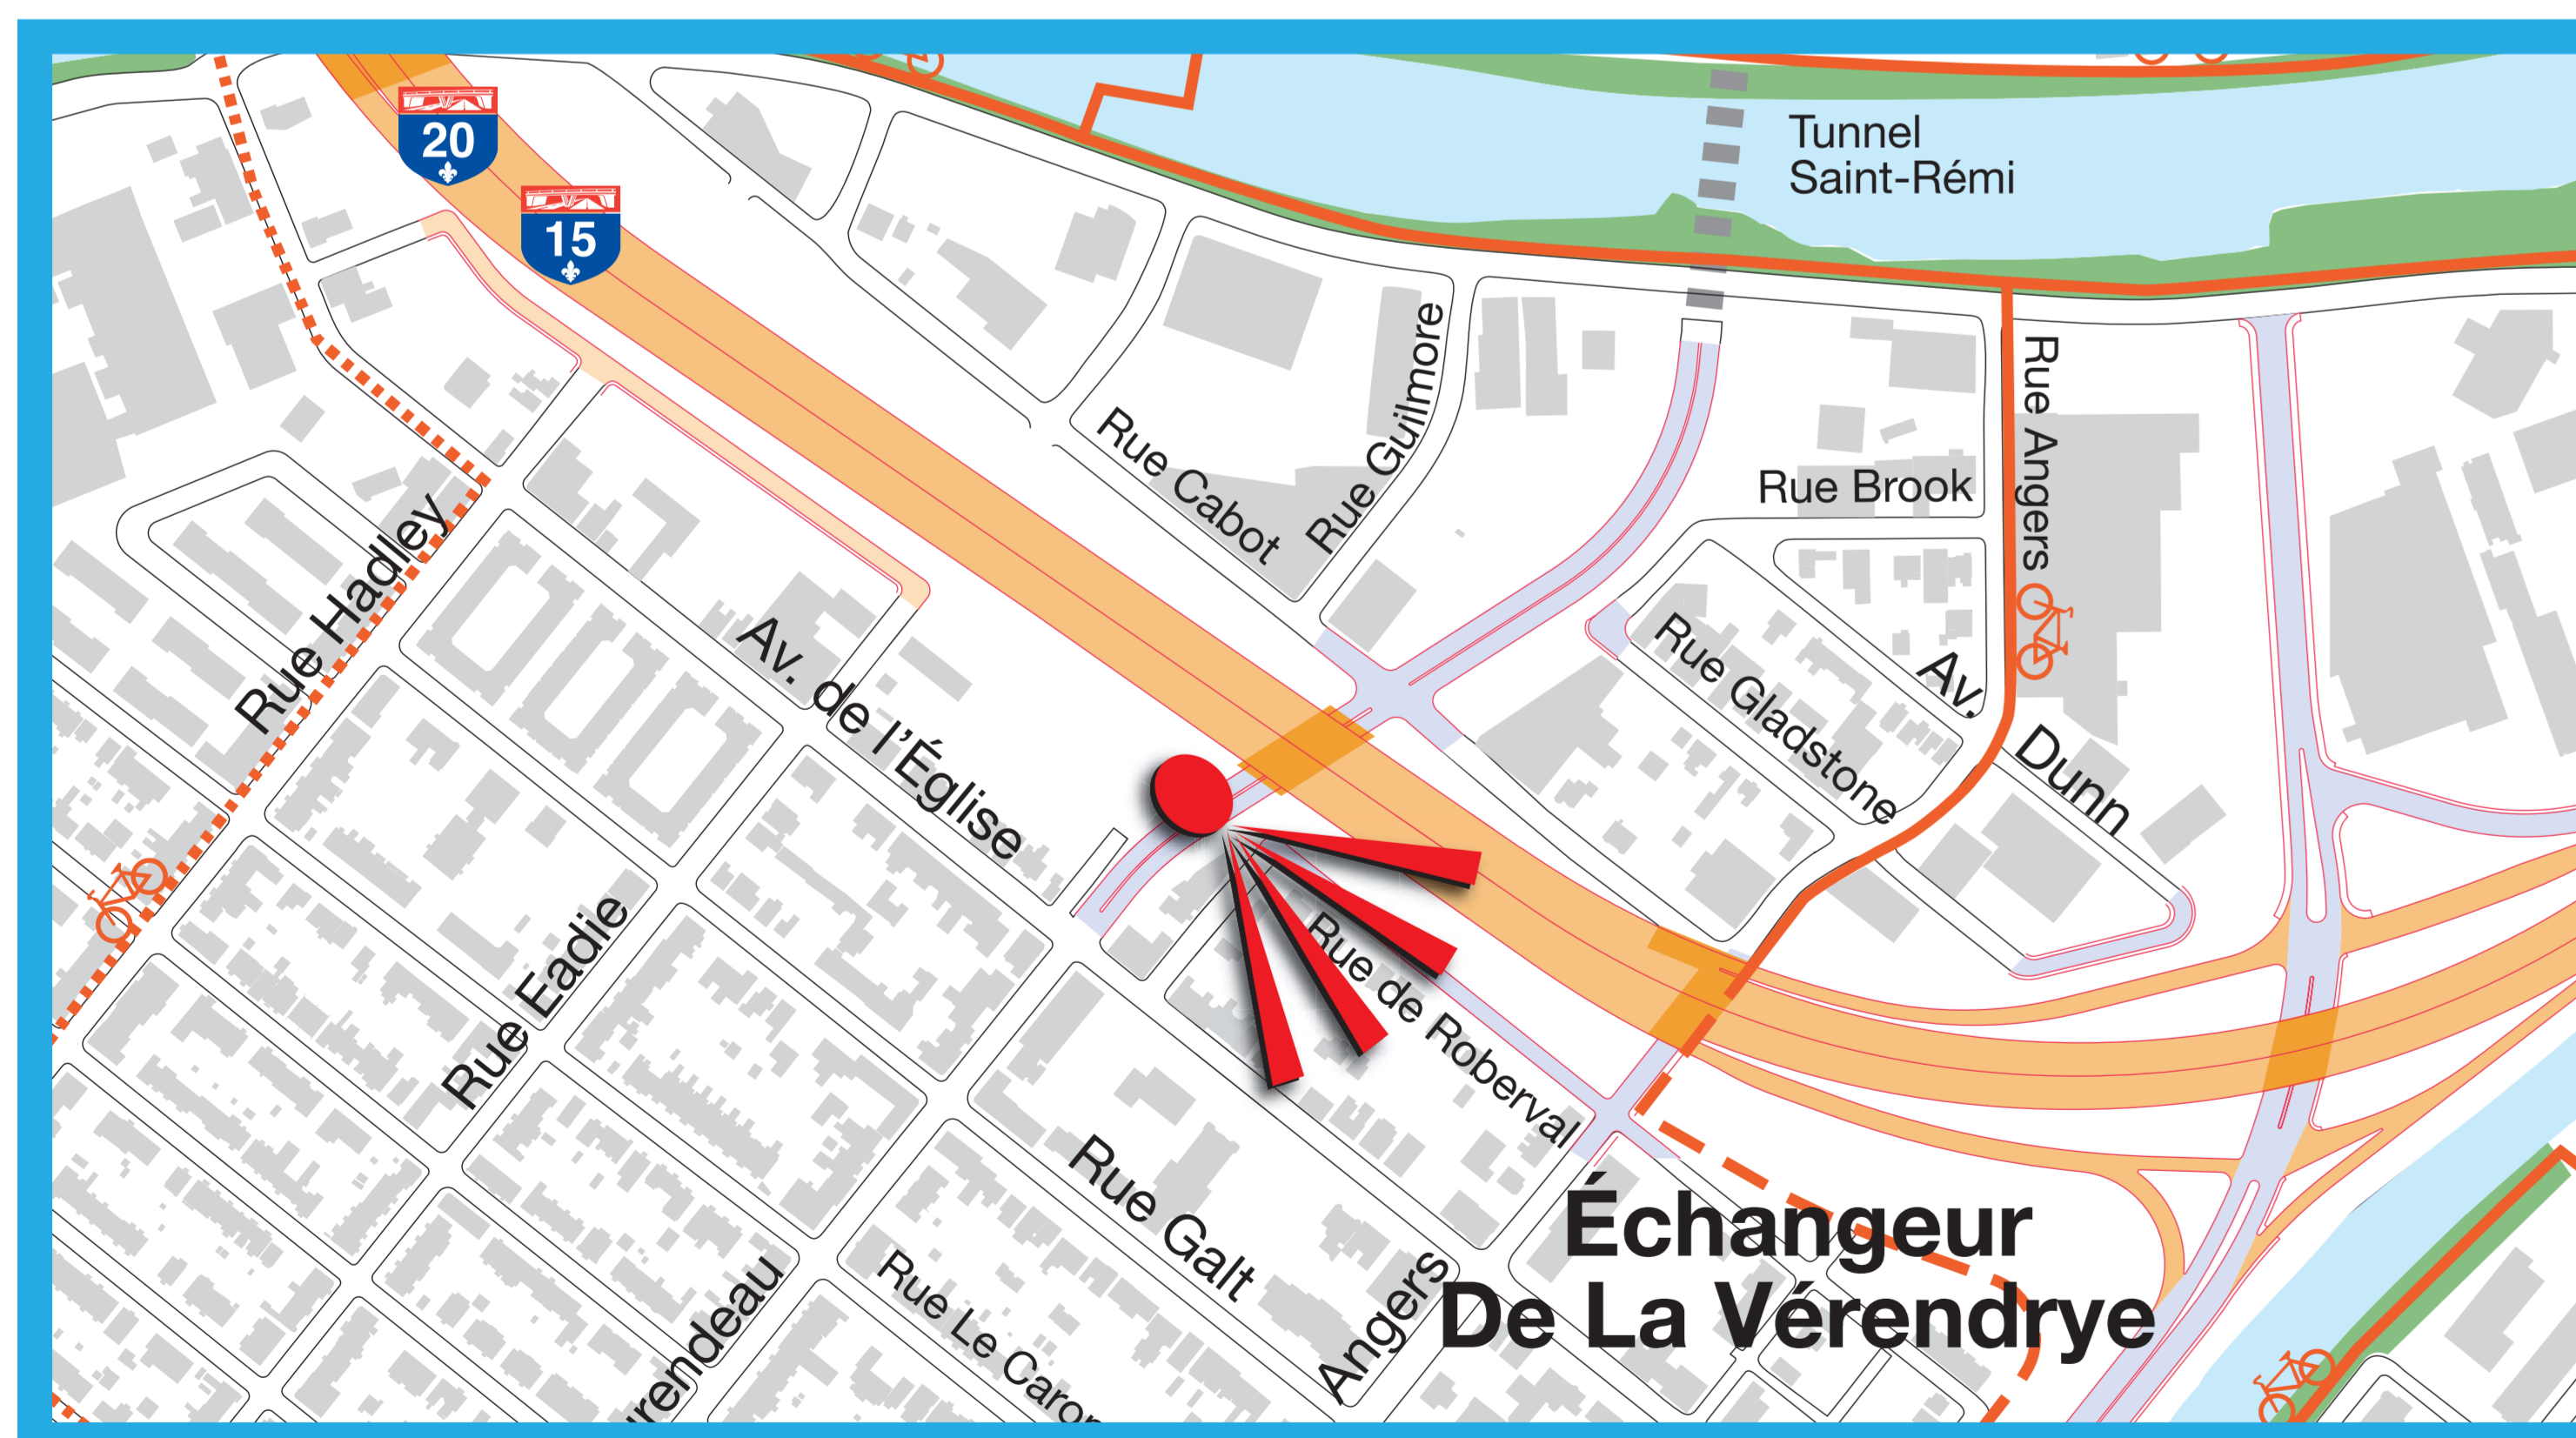 20
15
Tunnel
Saint-Rémi
Rue Guilmore
Rue Cabot
Rue Angers
Rue Brook
Rue Hadley
Av. de l'Église
Rue Gladstone
Av. Dunn
Rue Eadie
Rue de Roberval
Rue Galt
Échangeur
De La Vérendrye
Angers
Rue Le Caron
rendeau